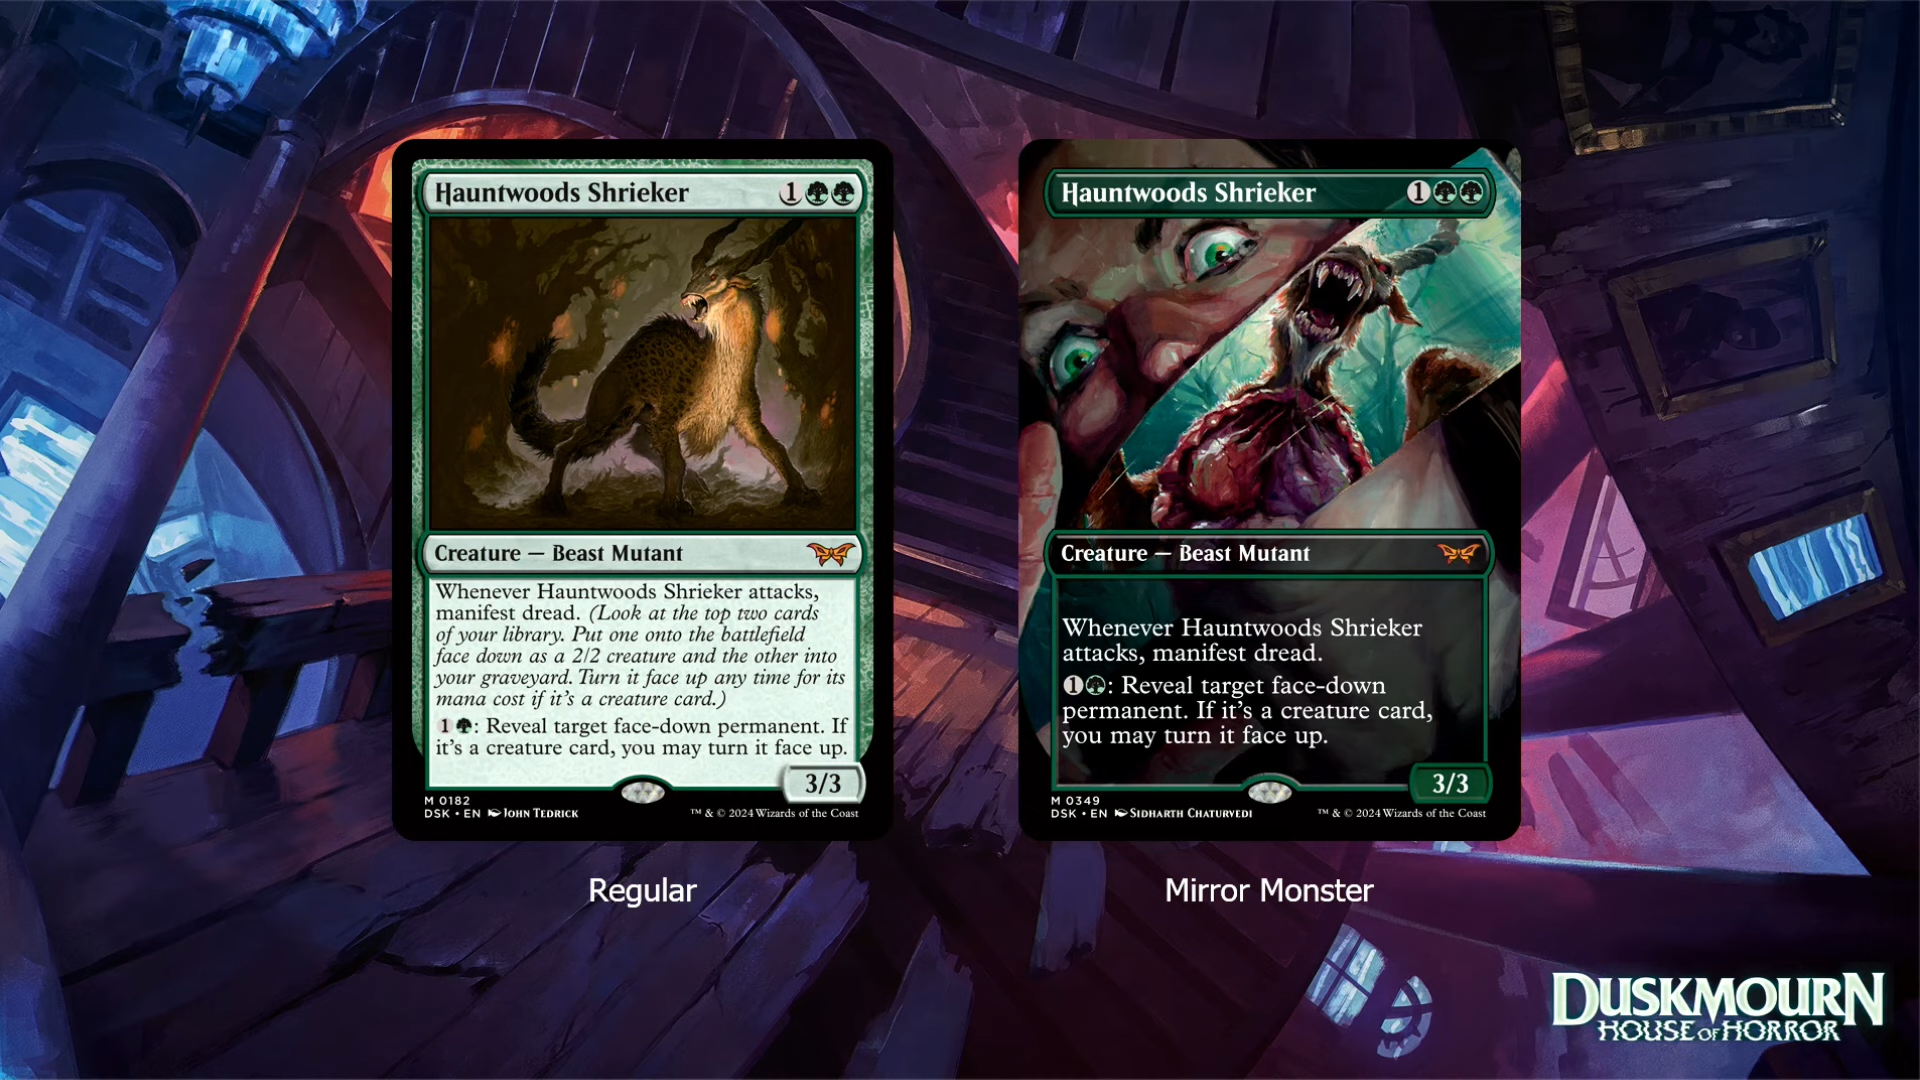 Hauntwoods Shrieker 1
Creature — Beast Mutant
Whenever Hauntwoods Shrieker attacks,
manifest dread. (Look at the top two cards
of your library. Put one onto the battlefield
face down as a 2/2 creature and the other into
your graveyard. Turn it face up any time for its
mana cost if it's a creature card.)
1: Reveal target face-down permanent. If
it's a creature card, you may turn it face up.
3/3
M 0182
DSK • EN John Tedrick
™ & © 2024 Wizards of the Coast
Regular
Hauntwoods Shrieker 1
Creature — Beast Mutant
Whenever Hauntwoods Shrieker
attacks, manifest dread.
1: Reveal target face-down
permanent. If it's a creature card,
you may turn it face up.
3/3
M 0349
DSK • EN Sidharth Chaturvedi
™ & © 2024 Wizards of the Coast
Mirror Monster
DUSKMOURN
HOUSE OF HORROR